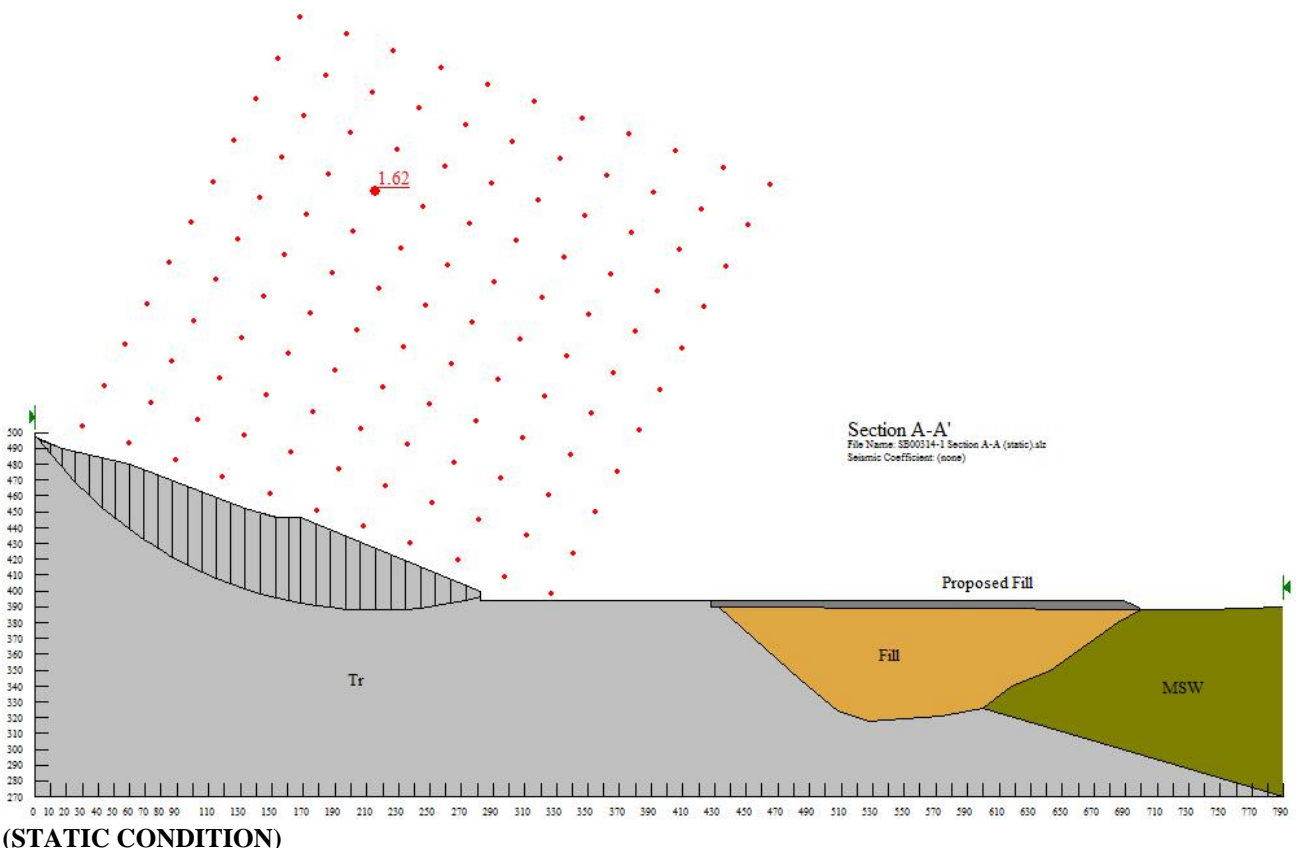 1.62
Section A-A'
File Name: SB00314-1 Section A-A (static).slz
Seismic Coefficient: (none)
500
490
480
470
460
450
440
430
420
410
400
390
380
370
360
350
340
330
320
310
300
290
280
270
Proposed Fill
Fill
Tr
MSW
0 10 20 30 40 50 60 70 80 90 110 130 150 170 190 210 230 250 270 290 310 330 350 370 390 410 430 450 470 490 510 530 550 570 590 610 630 650 670 690 710 730 750 770 790
(STATIC CONDITION)